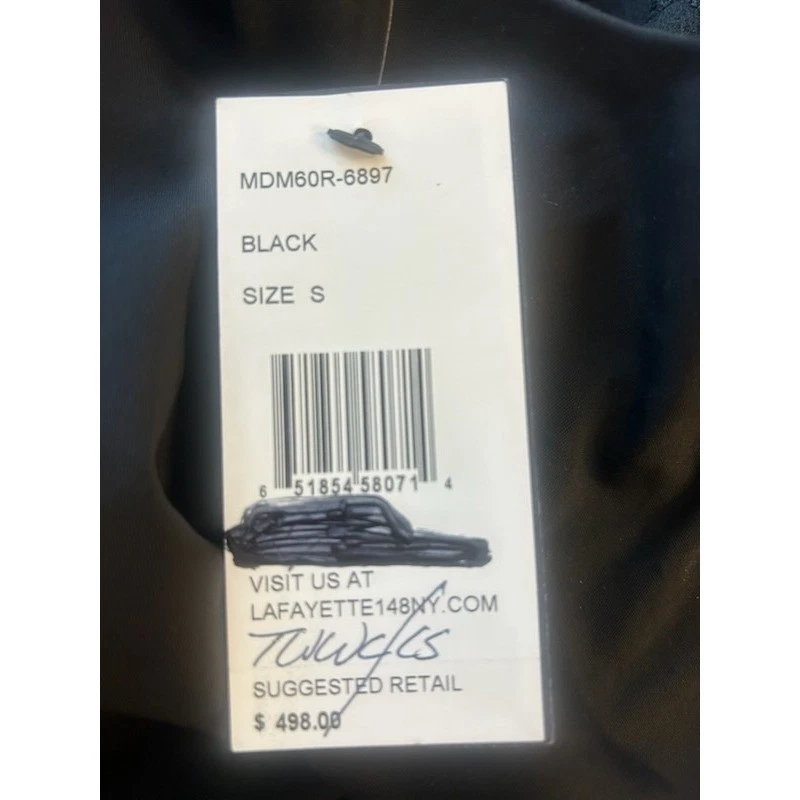 MDM60R-6897
BLACK
SIZE S
6 51854 58071 4
VISIT US AT
LAFAYETTE148NY.COM
SUGGESTED RETAIL
$ 498.00